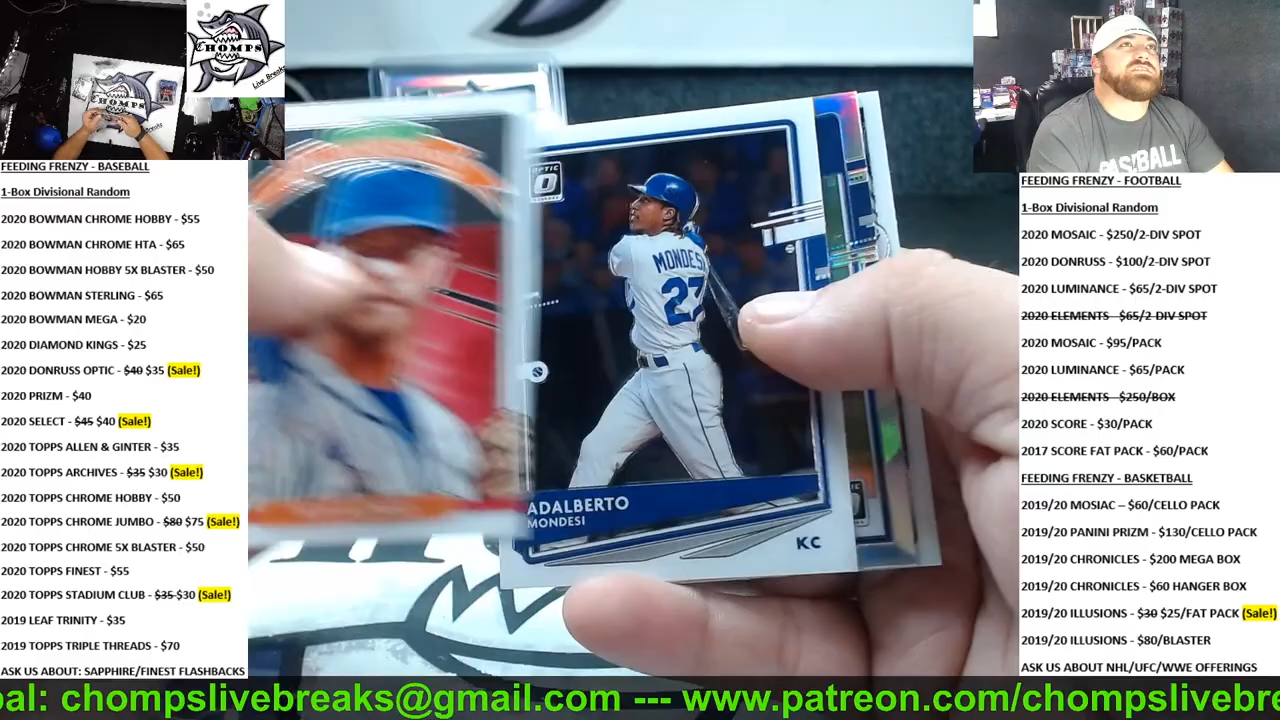 CHOMPS
Live Breaks
FEEDING FRENZY - BASEBALL
1-Box Divisional Random
2020 BOWMAN CHROME HOBBY - $55
2020 BOWMAN CHROME HTA - $65
2020 BOWMAN HOBBY 5X BLASTER - $50
2020 BOWMAN STERLING - $65
2020 BOWMAN MEGA - $20
2020 DIAMOND KINGS - $25
2020 DONRUSS OPTIC - $40 $35 (Sale!)
2020 PRIZM - $40
2020 SELECT - $45 $40 (Sale!)
2020 TOPPS ALLEN & GINTER - $35
2020 TOPPS ARCHIVES - $35 $30 (Sale!)
2020 TOPPS CHROME HOBBY - $50
2020 TOPPS CHROME JUMBO - $80 $75 (Sale!)
2020 TOPPS CHROME 5X BLASTER - $50
2020 TOPPS FINEST - $55
2020 TOPPS STADIUM CLUB - $35 $30 (Sale!)
2019 LEAF TRINITY - $35
2019 TOPPS TRIPLE THREADS - $70
ASK US ABOUT: SAPPHIRE/FINEST FLASHBACKS
OPTIC
MONDESI
27
ADALBERTO
MONDESI
KC
BASEBALL
FEEDING FRENZY - FOOTBALL
1-Box Divisional Random
2020 MOSAIC - $250/2-DIV SPOT
2020 DONRUSS - $100/2-DIV SPOT
2020 LUMINANCE - $65/2-DIV SPOT
2020 ELEMENTS - $65/2 DIV SPOT
2020 MOSAIC - $95/PACK
2020 LUMINANCE - $65/PACK
2020 ELEMENTS - $250/BOX
2020 SCORE - $30/PACK
2017 SCORE FAT PACK - $60/PACK
FEEDING FRENZY - BASKETBALL
2019/20 MOSIAC – $60/CELLO PACK
2019/20 PANINI PRIZM - $130/CELLO PACK
2019/20 CHRONICLES - $200 MEGA BOX
2019/20 CHRONICLES - $60 HANGER BOX
2019/20 ILLUSIONS - $30 $25/FAT PACK (Sale!)
2019/20 ILLUSIONS - $80/BLASTER
ASK US ABOUT NHL/UFC/WWE OFFERINGS
pal: chompslivebreaks@gmail.com --- www.patreon.com/chompslivebre